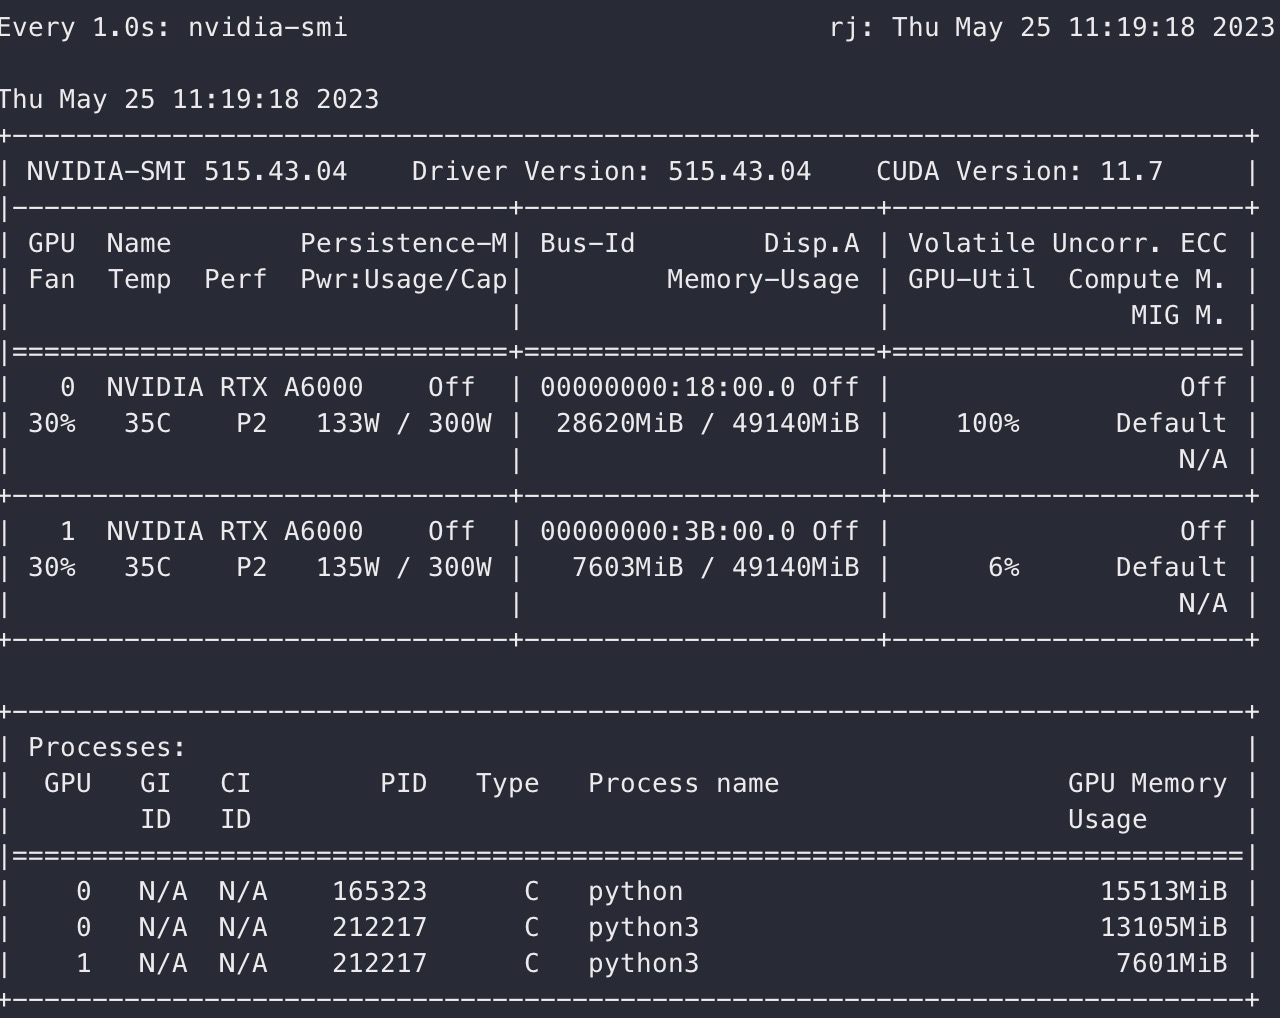 Every 1.0s: nvidia-smi                              rj: Thu May 25 11:19:18 2023
Thu May 25 11:19:18 2023
+-----------------------------------------------------------------------------+
| NVIDIA-SMI 515.43.04    Driver Version: 515.43.04    CUDA Version: 11.7     |
|-------------------------------+----------------------+----------------------+
| GPU  Name        Persistence-M| Bus-Id        Disp.A | Volatile Uncorr. ECC |
| Fan  Temp  Perf  Pwr:Usage/Cap|         Memory-Usage | GPU-Util  Compute M. |
|                               |                      |               MIG M. |
|===============================+======================+======================|
|   0  NVIDIA RTX A6000    Off  | 00000000:18:00.0 Off |                  Off |
| 30%   35C    P2   133W / 300W |  28620MiB / 49140MiB |    100%      Default |
|                               |                      |                  N/A |
+-------------------------------+----------------------+----------------------+
|   1  NVIDIA RTX A6000    Off  | 00000000:3B:00.0 Off |                  Off |
| 30%   35C    P2   135W / 300W |   7603MiB / 49140MiB |      6%      Default |
|                               |                      |                  N/A |
+-------------------------------+----------------------+----------------------+
+-----------------------------------------------------------------------------+
| Processes:                                                                  |
|  GPU   GI   CI        PID   Type   Process name                  GPU Memory |
|        ID   ID                                                   Usage      |
|=============================================================================|
|    0   N/A  N/A    165323      C   python                          15513MiB |
|    0   N/A  N/A    212217      C   python3                         13105MiB |
|    1   N/A  N/A    212217      C   python3                          7601MiB |
+-----------------------------------------------------------------------------+